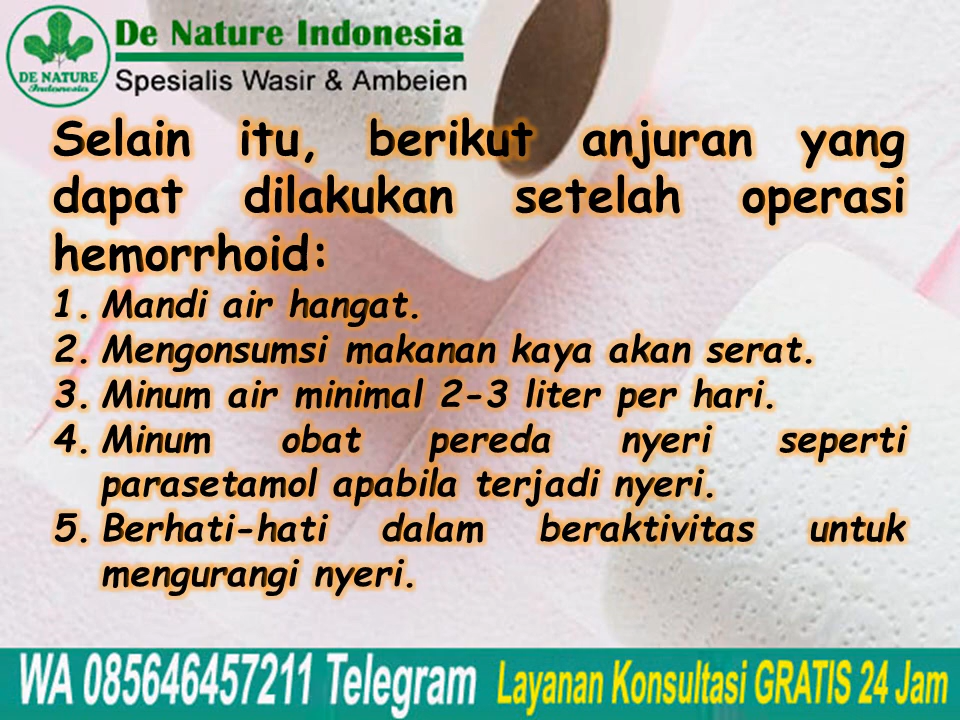 De Nature Indonesia
DE NATURE
Indonesia
Spesialis Wasir & Ambeien
Selain itu, berikut anjuran yang
dapat dilakukan setelah operasi
hemorrhoid:
1. Mandi air hangat.
2. Mengonsumsi makanan kaya akan serat.
3. Minum air minimal 2-3 liter per hari.
4. Minum obat pereda nyeri seperti
parasetamol apabila terjadi nyeri.
5. Berhati-hati dalam beraktivitas untuk
mengurangi nyeri.
WA 085646457211 Telegram Layanan Konsultasi GRATIS 24 Jam